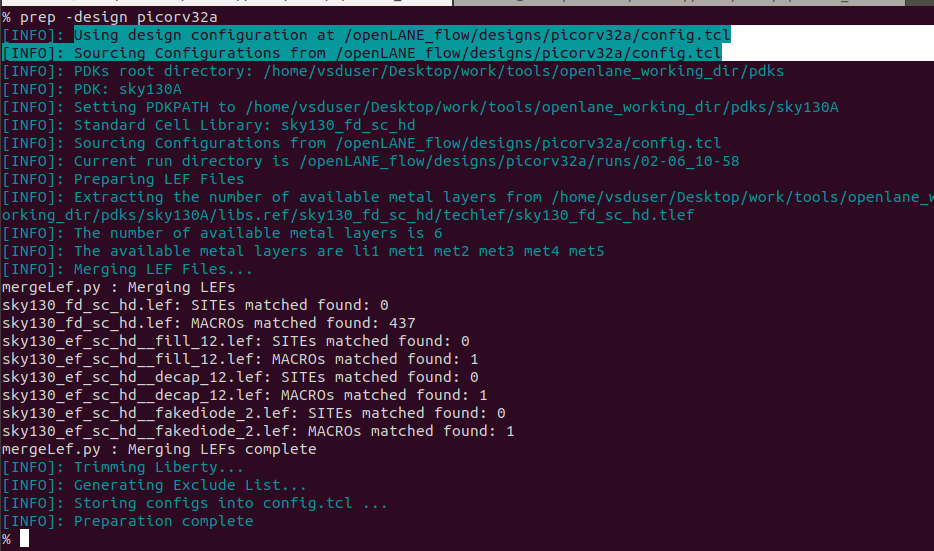 % prep -design picorv32a
[INFO]: Using design configuration at /openLANE_flow/designs/picorv32a/config.tcl
[INFO]: Sourcing Configurations from /openLANE_flow/designs/picorv32a/config.tcl
[INFO]: PDKs root directory: /home/vsduser/Desktop/work/tools/openlane_working_dir/pdks
[INFO]: PDK: sky130A
[INFO]: Setting PDKPATH to /home/vsduser/Desktop/work/tools/openlane_working_dir/pdks/sky130A
[INFO]: Standard Cell Library: sky130_fd_sc_hd
[INFO]: Sourcing Configurations from /openLANE_flow/designs/picorv32a/config.tcl
[INFO]: Current run directory is /openLANE_flow/designs/picorv32a/runs/02-06_10-58
[INFO]: Preparing LEF Files
[INFO]: Extracting the number of available metal layers from /home/vsduser/Desktop/work/tools/openlane_w
orking_dir/pdks/sky130A/libs.ref/sky130_fd_sc_hd/techlef/sky130_fd_sc_hd.tlef
[INFO]: The number of available metal layers is 6
[INFO]: The available metal layers are li1 met1 met2 met3 met4 met5
[INFO]: Merging LEF Files...
mergeLef.py : Merging LEFs
sky130_fd_sc_hd.lef: SITEs matched found: 0
sky130_fd_sc_hd.lef: MACROs matched found: 437
sky130_ef_sc_hd__fill_12.lef: SITEs matched found: 0
sky130_ef_sc_hd__fill_12.lef: MACROs matched found: 1
sky130_ef_sc_hd__decap_12.lef: SITEs matched found: 0
sky130_ef_sc_hd__decap_12.lef: MACROs matched found: 1
sky130_ef_sc_hd__fakediode_2.lef: SITEs matched found: 0
sky130_ef_sc_hd__fakediode_2.lef: MACROs matched found: 1
mergeLef.py : Merging LEFs complete
[INFO]: Trimming Liberty...
[INFO]: Generating Exclude List...
[INFO]: Storing configs into config.tcl ...
[INFO]: Preparation complete
%